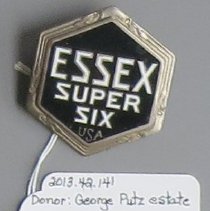 ESSEX
SUPER
SIX
USA
2013.42.141
Donor: George Putz estate